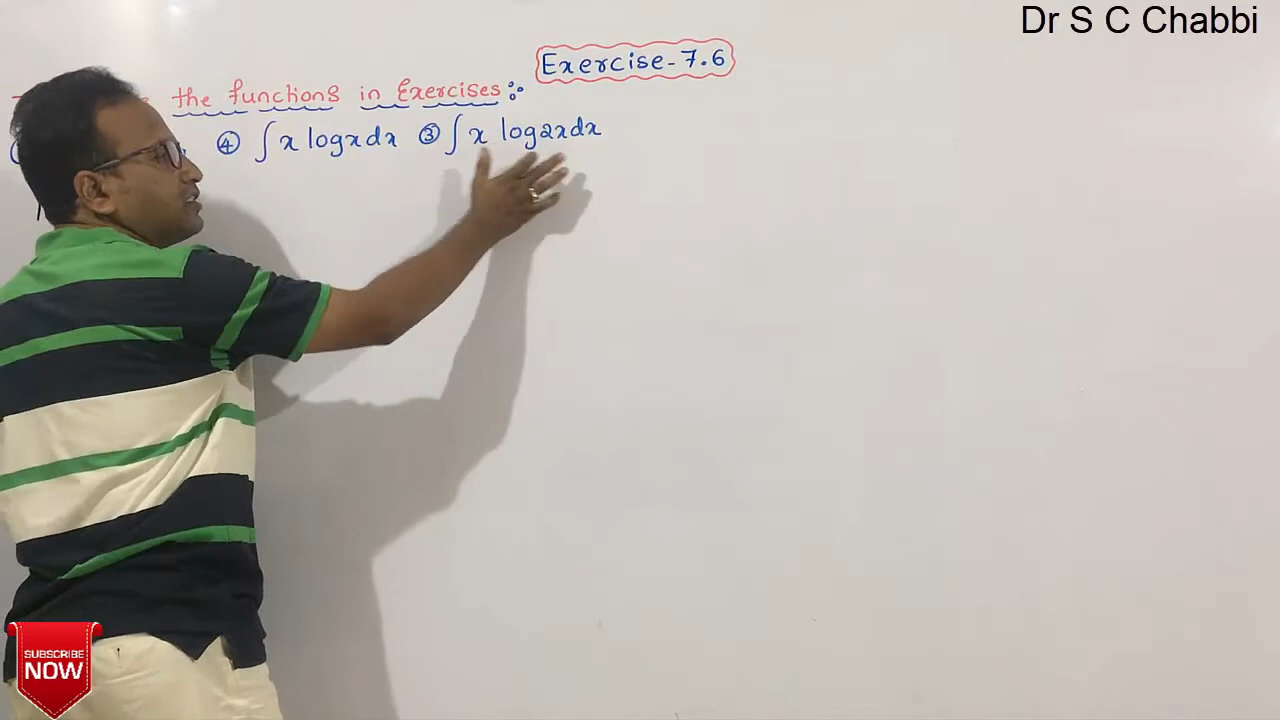 Dr S C Chabbi
Exercise-7.6
the functions in Exercises :
④ ∫ x logx dx ③ ∫ x log2x dx
SUBSCRIBE
NOW